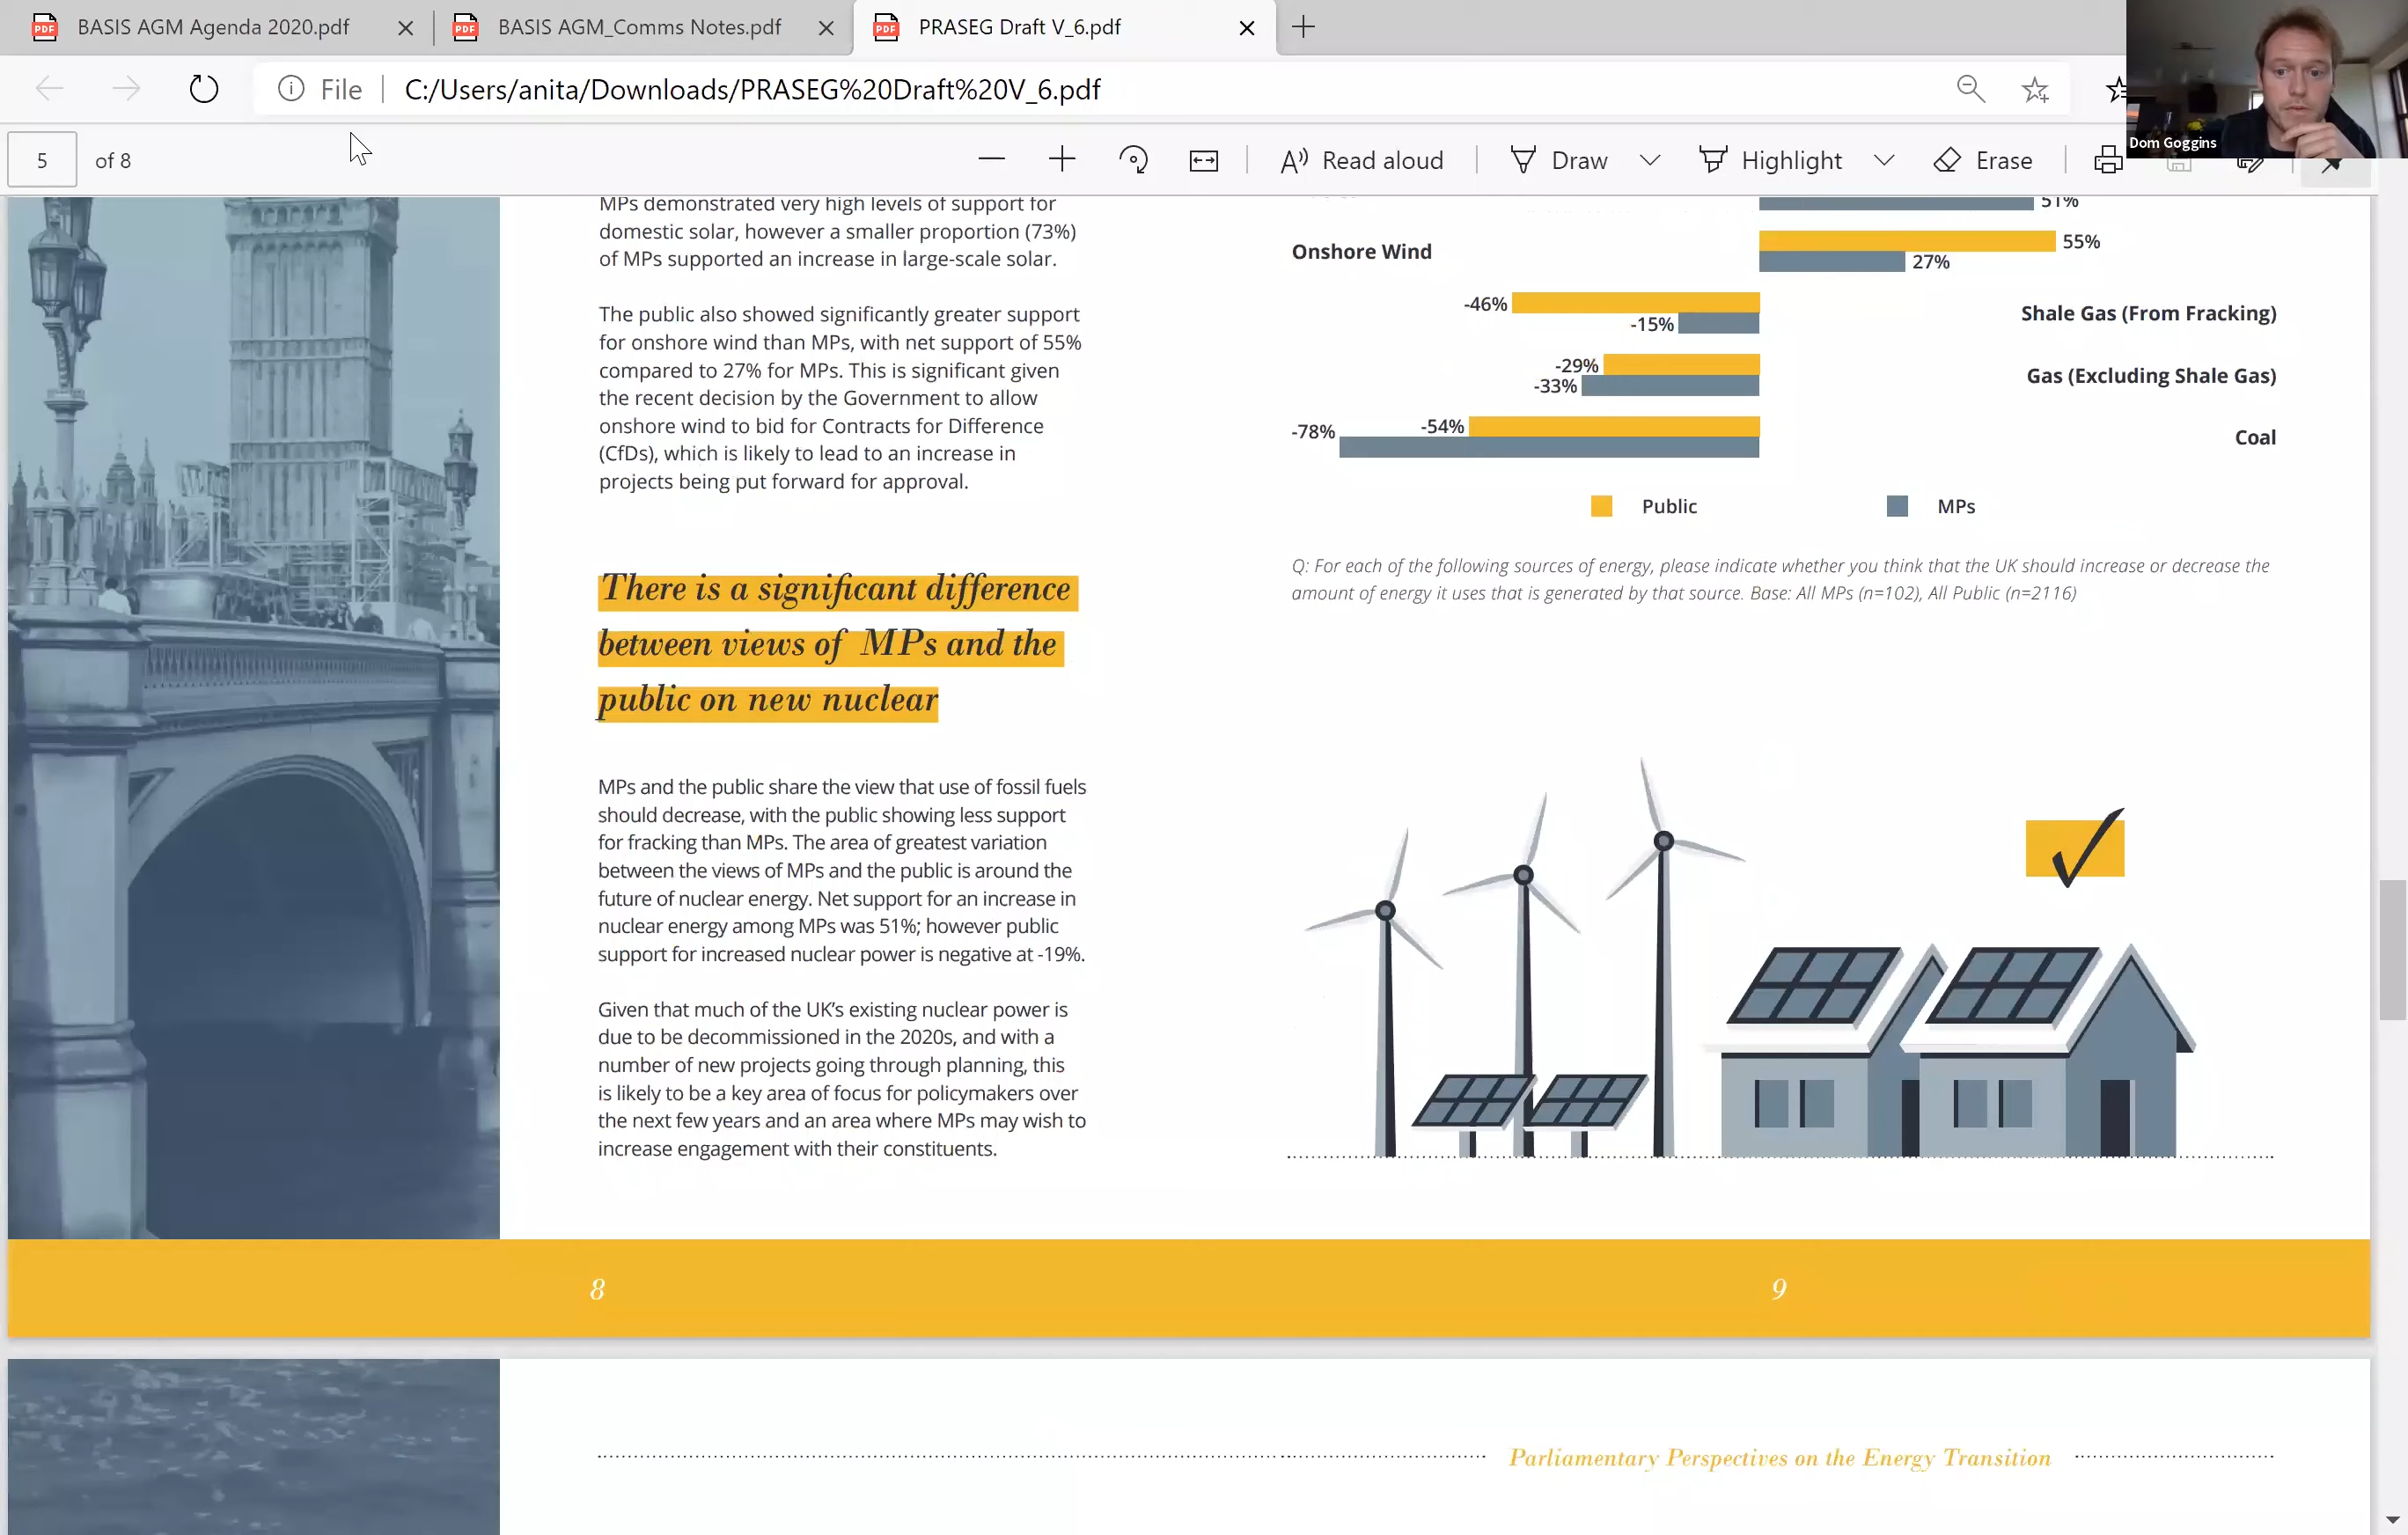 BASIS AGM Agenda 2020.pdf
BASIS AGM_Comms Notes.pdf
PRASEG Draft V_6.pdf
File
C:/Users/anita/Downloads/PRASEG%20Draft%20V_6.pdf
Dom Goggins
5 of 8
Read aloud
Draw
Highlight
Erase
MPs demonstrated very high levels of support for
domestic solar, however a smaller proportion (73%)
of MPs supported an increase in large-scale solar.
The public also showed significantly greater support
for onshore wind than MPs, with net support of 55%
compared to 27% for MPs. This is significant given
the recent decision by the Government to allow
onshore wind to bid for Contracts for Difference
(CfDs), which is likely to lead to an increase in
projects being put forward for approval.
There is a significant difference
between views of MPs and the
public on new nuclear
MPs and the public share the view that use of fossil fuels
should decrease, with the public showing less support
for fracking than MPs. The area of greatest variation
between the views of MPs and the public is around the
future of nuclear energy. Net support for an increase in
nuclear energy among MPs was 51%; however public
support for increased nuclear power is negative at -19%.
Given that much of the UK's existing nuclear power is
due to be decommissioned in the 2020s, and with a
number of new projects going through planning, this
is likely to be a key area of focus for policymakers over
the next few years and an area where MPs may wish to
increase engagement with their constituents.
51%
Onshore Wind
55%
27%
-46%
-15%
Shale Gas (From Fracking)
-29%
-33%
Gas (Excluding Shale Gas)
-78%
-54%
Coal
Public
MPs
Q: For each of the following sources of energy, please indicate whether you think that the UK should increase or decrease the
amount of energy it uses that is generated by that source. Base: All MPs (n=102), All Public (n=2116)
8
9
Parliamentary Perspectives on the Energy Transition